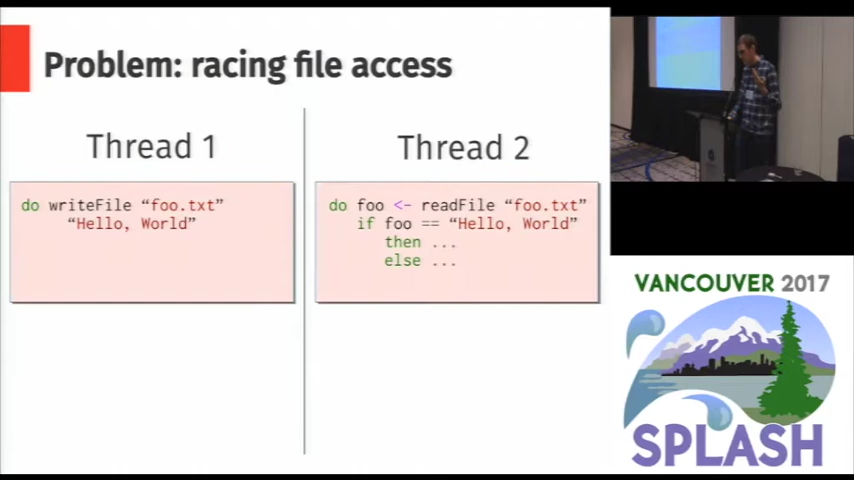 Problem: racing file access
Thread 1
do writeFile “foo.txt”
“Hello, World”
Thread 2
do foo <- readFile “foo.txt”
if foo == “Hello, World”
then ...
else ...
VANCOUVER 2017
SPLASH